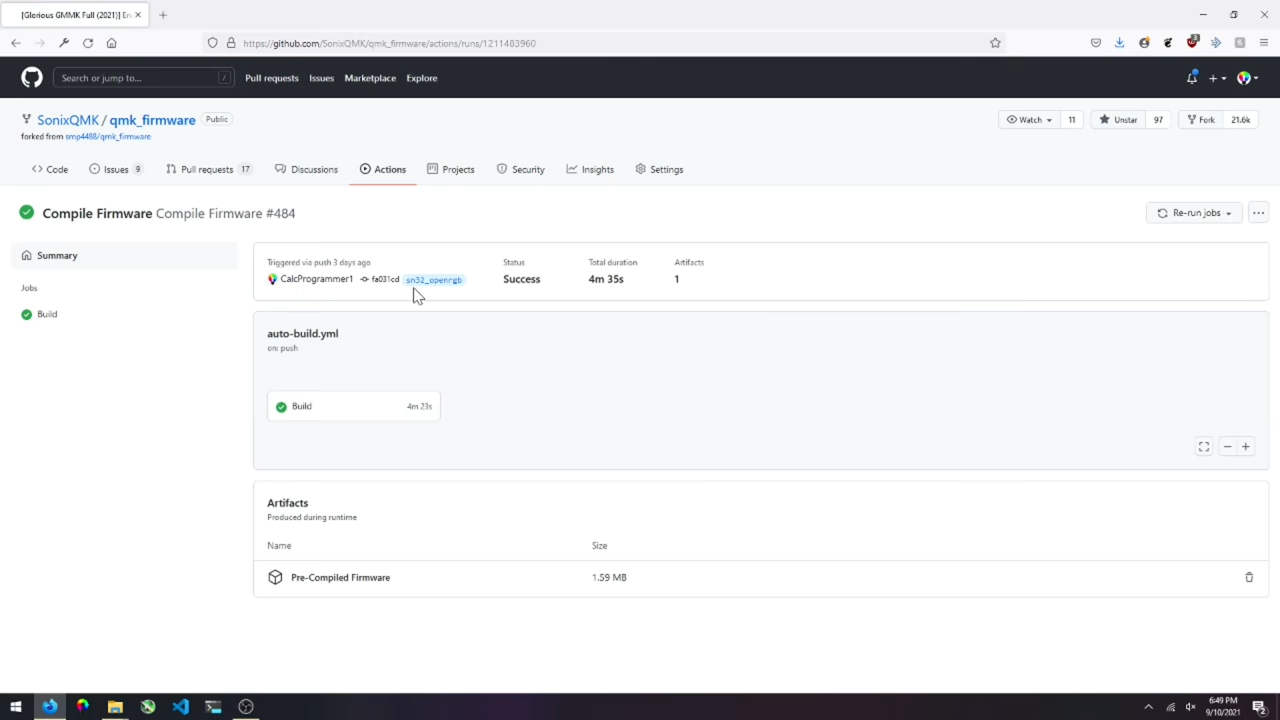 [Glorious GMMK Full (2021)] En
https://github.com/SonixQMK/qmk_firmware/actions/runs/1211483960
3
Search or jump to... /
Pull requests Issues Marketplace Explore
SonixQMK / qmk_firmware Public
Watch 11 Unstar 97 Fork 21.6k
forked from smp4488/qmk_firmware
Code Issues 9 Pull requests 17 Discussions Actions Projects Security Insights Settings
Compile Firmware Compile Firmware #484
Re-run jobs
Summary
Jobs
Build
Triggered via push 3 days ago Status Total duration Artifacts
CalcProgrammer1 fa031cd sn32_openrgb Success 4m 35s 1
auto-build.yml
on: push
Build 4m 23s
Artifacts
Produced during runtime
Name Size
Pre-Compiled Firmware 1.59 MB
6:49 PM
9/10/2021
2